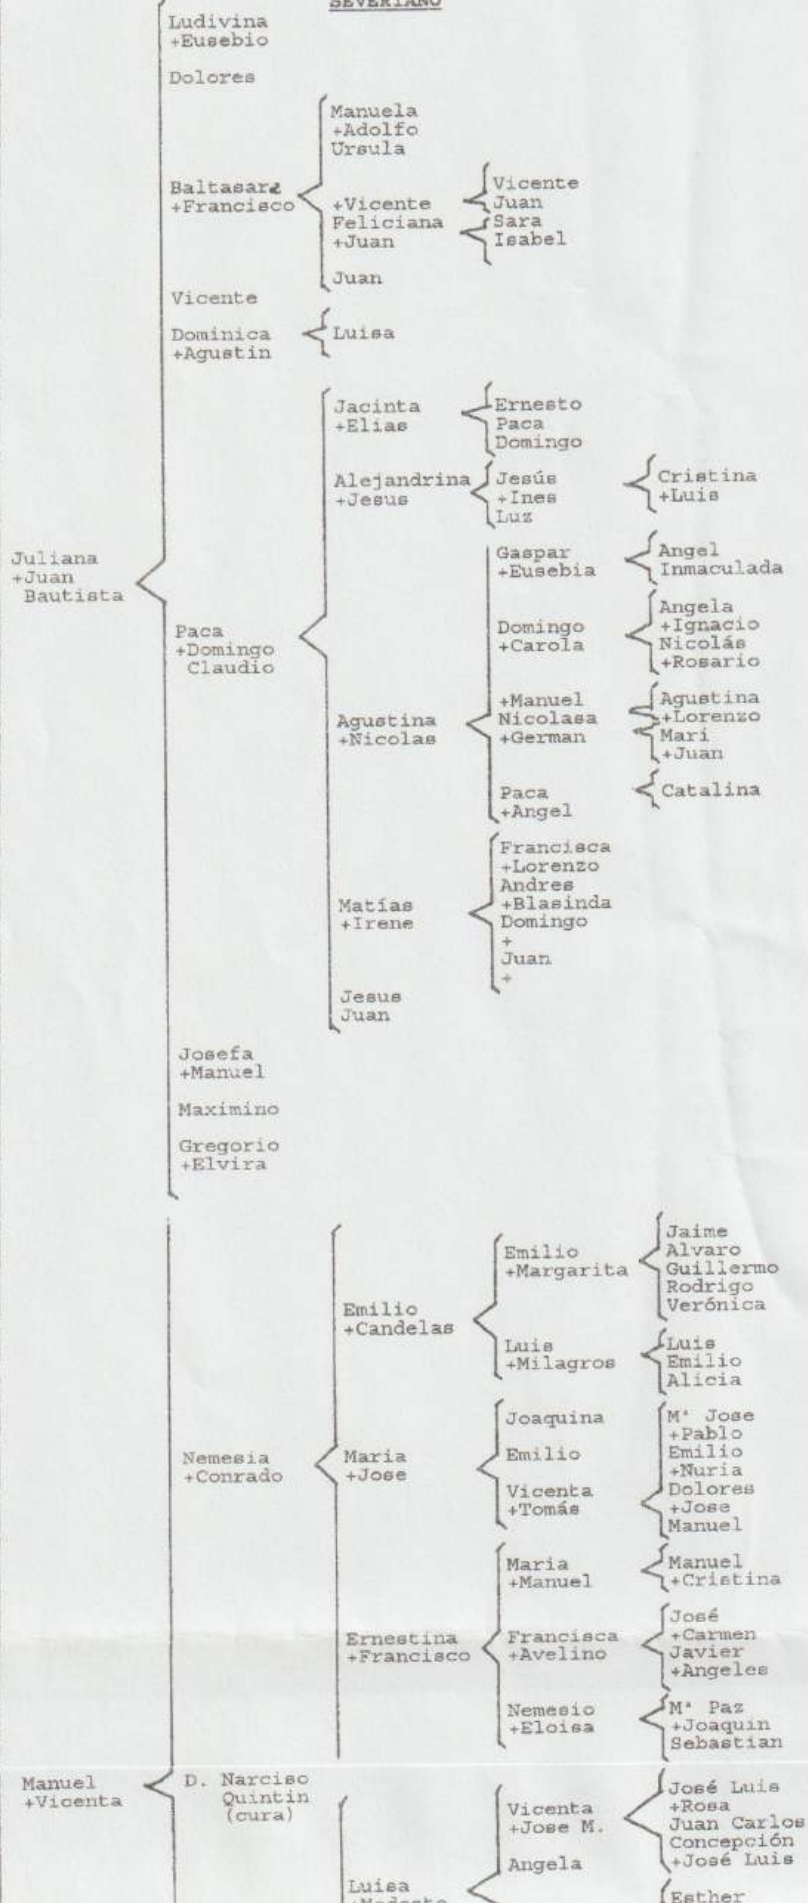 SEVERIANO
Ludivina
+Eusebio
Dolores
Baltasara
+Francisco
Manuela
+Adolfo
Ursula
+Vicente
Feliciana
+Juan
Juan
Vicente
Juan
Sara
Isabel
Vicente
Dominica
+Agustin
Luisa
Juliana
+Juan
Bautista
Paca
+Domingo
Claudio
Jacinta
+Elias
Ernesto
Paca
Domingo
Alejandrina
+Jesus
Jesús
+Ines
Luz
Cristina
+Luis
Agustina
+Nicolas
Gaspar
+Eusebia
Angel
Inmaculada
Domingo
+Carola
Angela
+Ignacio
Nicolás
+Rosario
+Manuel
Nicolasa
+German
Agustina
+Lorenzo
Mari
+Juan
Paca
+Angel
Catalina
Matías
+Irene
Francisca
+Lorenzo
Andres
+Blasinda
Domingo
+
Juan
+
Jesus
Juan
Josefa
+Manuel
Maximino
Gregorio
+Elvira
Manuel
+Vicenta
Nemesia
+Conrado
Emilio
+Candelas
Emilio
+Margarita
Jaime
Alvaro
Guillermo
Rodrigo
Verónica
Luis
+Milagros
Luis
Emilio
Alicia
Maria
+Jose
Joaquina
Emilio
Vicenta
+Tomás
Mª Jose
+Pablo
Emilio
+Nuria
Dolores
+Jose
Manuel
Ernestina
+Francisco
Maria
+Manuel
Manuel
+Cristina
Francisca
+Avelino
José
+Carmen
Javier
+Angeles
Nemesio
+Eloisa
Mª Paz
+Joaquin
Sebastian
D. Narciso
Quintin
(cura)
Luisa
+Modesto
Vicenta
+Jose M.
José Luis
+Rosa
Juan Carlos
Concepción
+José Luis
Angela
Esther